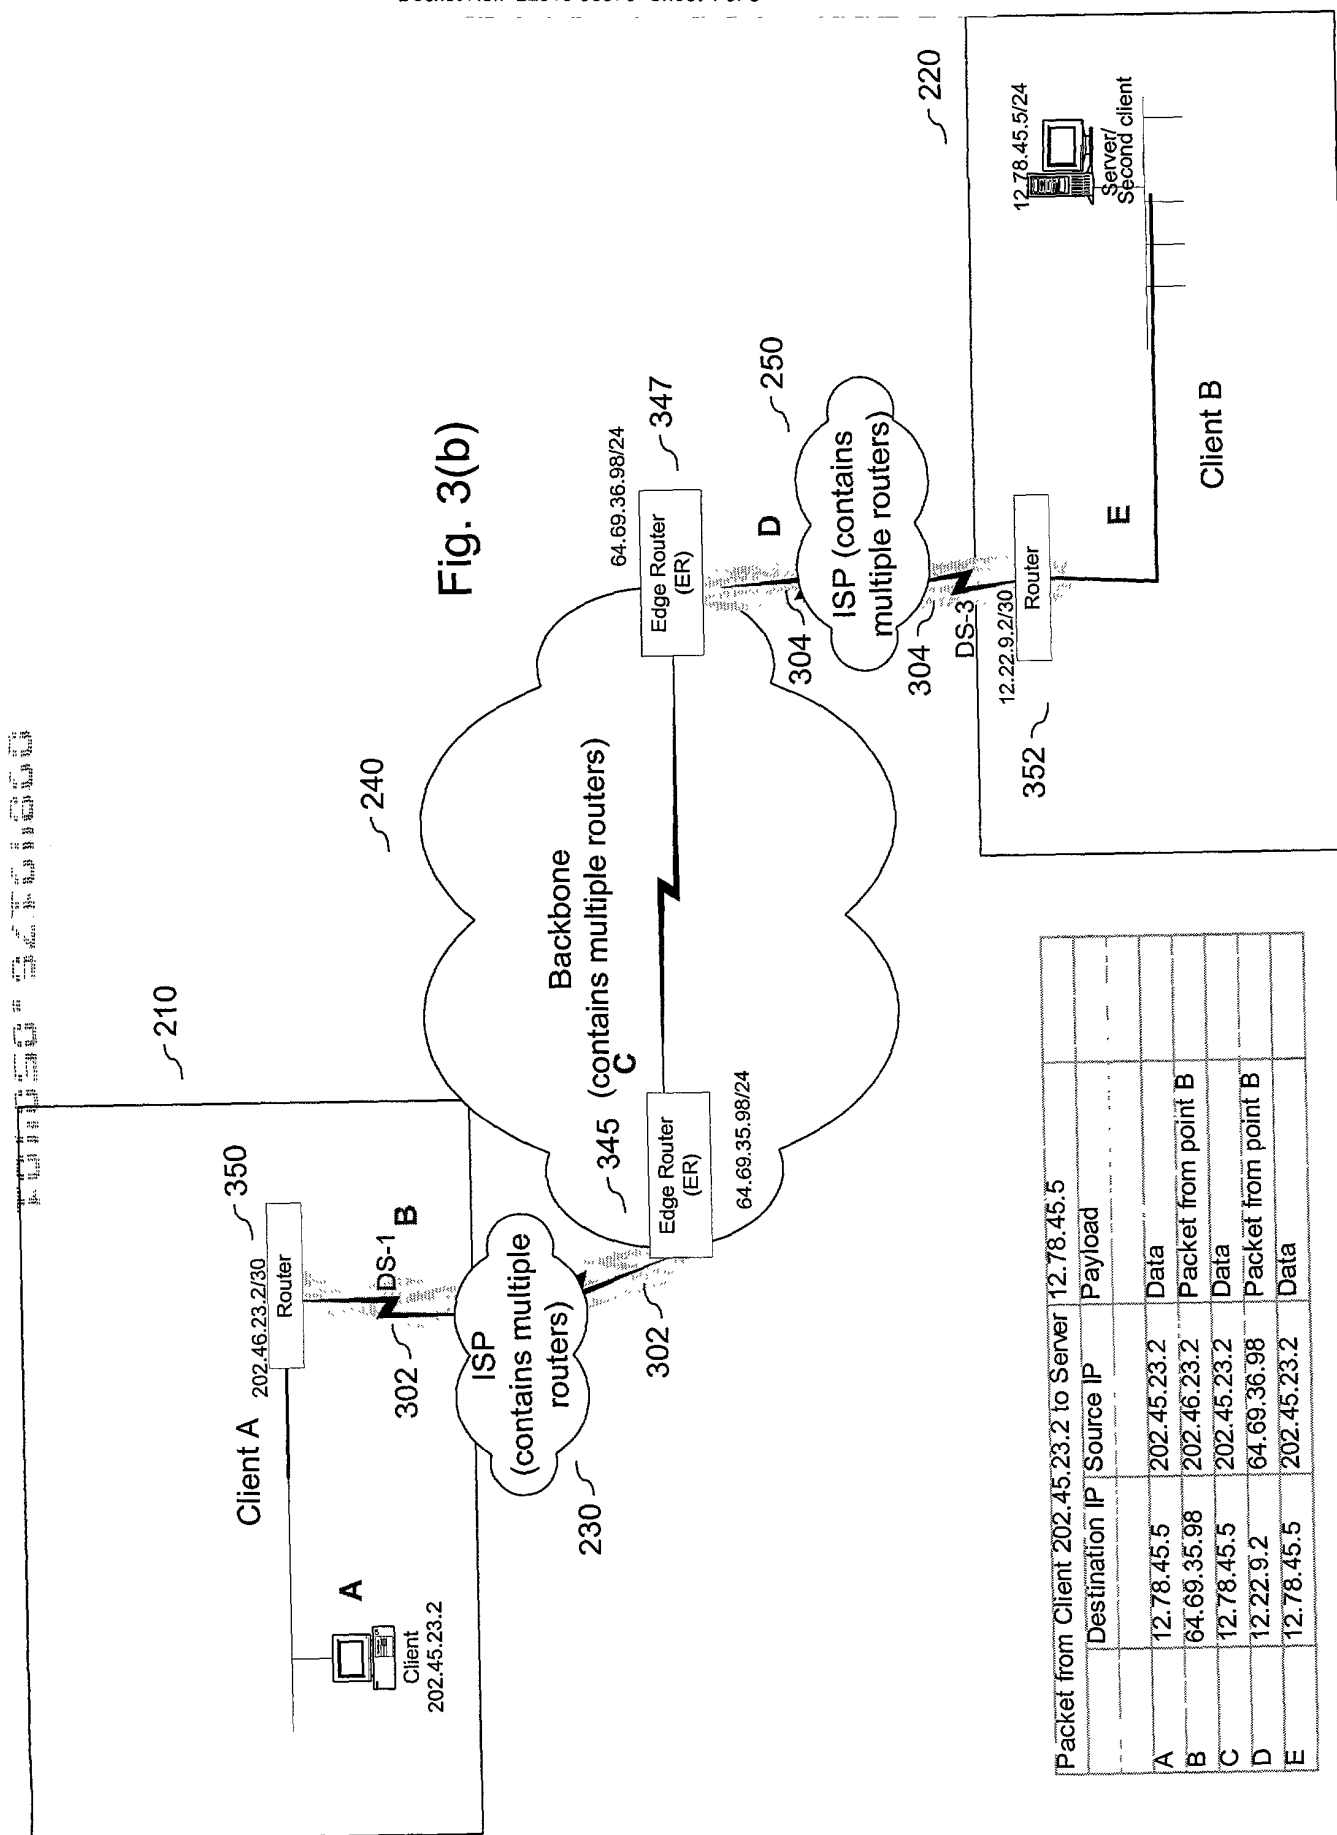 Fig. 3(b)
210
Client A
202.46.23.2/30
Router
350
A
Client
202.45.23.2
302
DS-1
B
ISP
(contains multiple
routers)
230
302
345
Edge Router
(ER)
64.69.35.98/24
240
Backbone
(contains multiple routers)
C
64.69.36.98/24
Edge Router
(ER)
347
D
304
250
ISP (contains
multiple routers)
304
DS-3
220
12.22.9.2/30
Router
352
E
12.78.45.5/24
Server/
Second client
Client B
Packet from Client 202.45.23.2 to Server 12.78.45.5
Destination IP Source IP Payload
A 12.78.45.5 202.45.23.2 Data
B 64.69.35.98 202.46.23.2 Packet from point B
C 12.78.45.5 202.45.23.2 Data
D 12.22.9.2 64.69.36.98 Packet from point B
E 12.78.45.5 202.45.23.2 Data